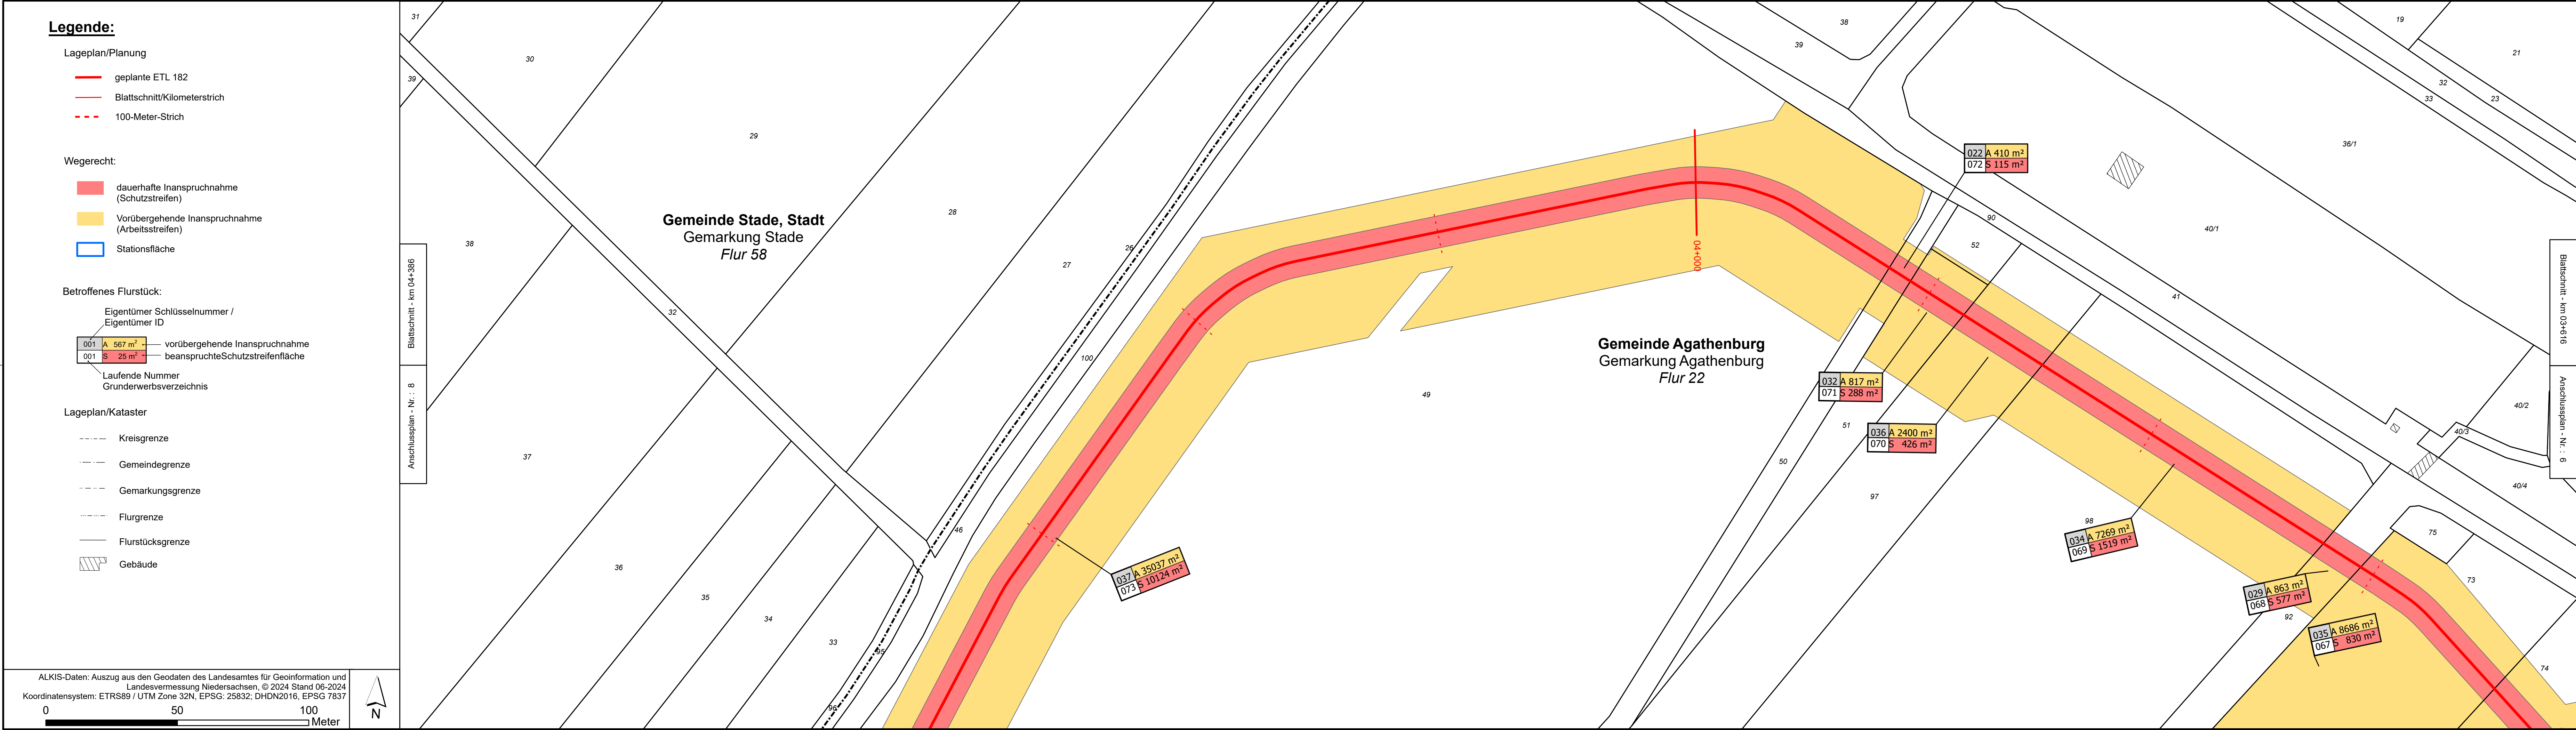 Legende:
Lageplan/Planung
geplante ETL 182
Blattschnitt/Kilometerstrich
100-Meter-Strich
Wegerecht:
dauerhafte Inanspruchnahme
(Schutzstreifen)
Vorübergehende Inanspruchnahme
(Arbeitsstreifen)
Stationsfläche
Betroffenes Flurstück:
Eigentümer Schlüsselnummer /
Eigentümer ID
001 A 567 m² vorübergehende Inanspruchnahme
001 S 25 m² beanspruchteSchutzstreifenfläche
Laufende Nummer
Grunderwerbsverzeichnis
Lageplan/Kataster
Kreisgrenze
Gemeindegrenze
Gemarkungsgrenze
Flurgrenze
Flurstücksgrenze
Gebäude
ALKIS-Daten: Auszug aus den Geodaten des Landesamtes für Geoinformation und
Landesvermessung Niedersachsen, © 2024 Stand 06-2024
Koordinatensystem: ETRS89 / UTM Zone 32N, EPSG: 25832; DHDN2016, EPSG 7837
0 50 100
Meter
N
Blattschnitt - km 04+386
Anschlussplan - Nr. : 8
31
30
39
29
38
28
27
26
32
100
37
36
35
34
33
46
95
96
Gemeinde Stade, Stadt
Gemarkung Stade
Flur 58
04+000
49
Gemeinde Agathenburg
Gemarkung Agathenburg
Flur 22
037 A 35037 m²
073 S 10124 m²
022 A 410 m²
072 S 115 m²
032 A 817 m²
071 S 288 m²
036 A 2400 m²
070 S 426 m²
034 A 7269 m²
069 S 1519 m²
029 A 863 m²
068 S 577 m²
035 A 8686 m²
067 S 830 m²
38
39
19
21
32
33
23
36/1
40/1
90
52
41
51
50
97
98
40/2
40/3
40/4
75
73
92
74
Blattschnitt - km 03+616
Anschlussplan - Nr. : 6